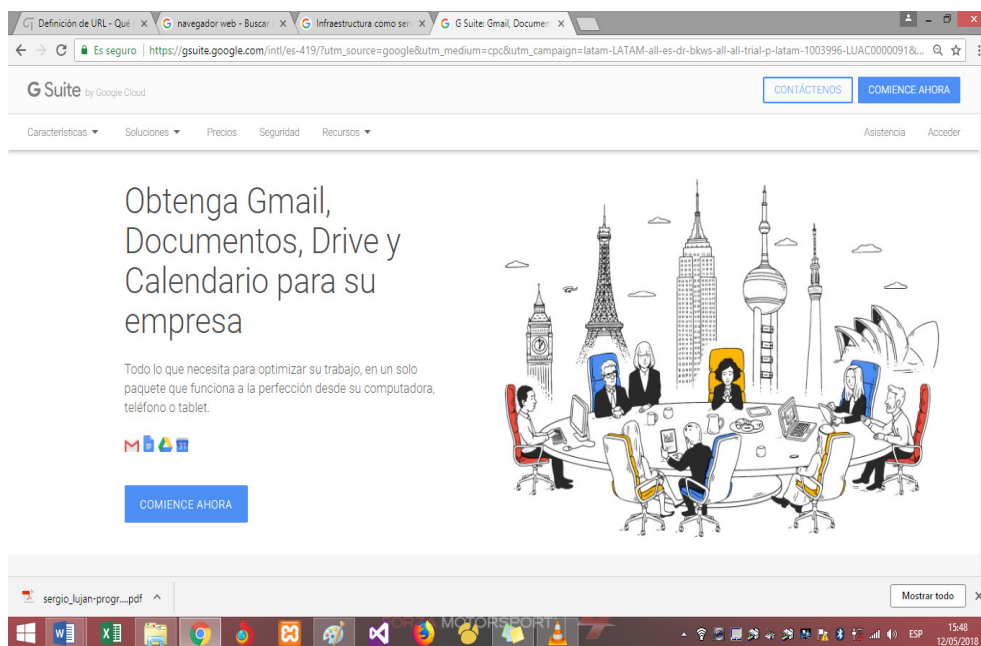 Definición de URL - Qué
navegador web - Buscar
Infraestructura como ser
G Suite: Gmail, Documen
Es seguro | https://gsuite.google.com/intl/es-419/?utm_source=google&utm_medium=cpc&utm_campaign=latam-LATAM-all-es-dr-bkws-all-all-trial-p-latam-1003996-LUAC0000091&...
G Suite by Google Cloud
CONTÁCTENOS
COMIENCE AHORA
Características
Soluciones
Precios
Seguridad
Recursos
Asistencia
Acceder
Obtenga Gmail,
Documentos, Drive y
Calendario para su
empresa
Todo lo que necesita para optimizar su trabajo, en un solo
paquete que funciona a la perfección desde su computadora,
teléfono o tablet.
31
COMIENCE AHORA
sergio_lujan-progr....pdf
Mostrar todo
MOTORSPORT
ESP
15:48
12/05/2018